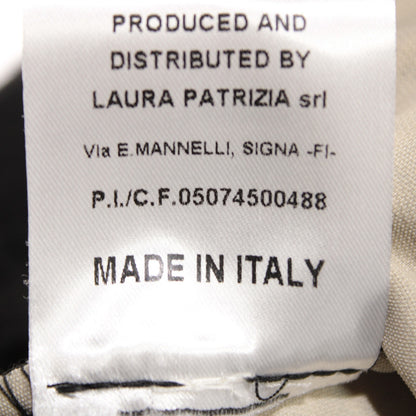 PRODUCED AND
DISTRIBUTED BY
LAURA PATRIZIA srl
Via E.MANNELLI, SIGNA -FI-
P.I./C.F.05074500488
MADE IN ITALY